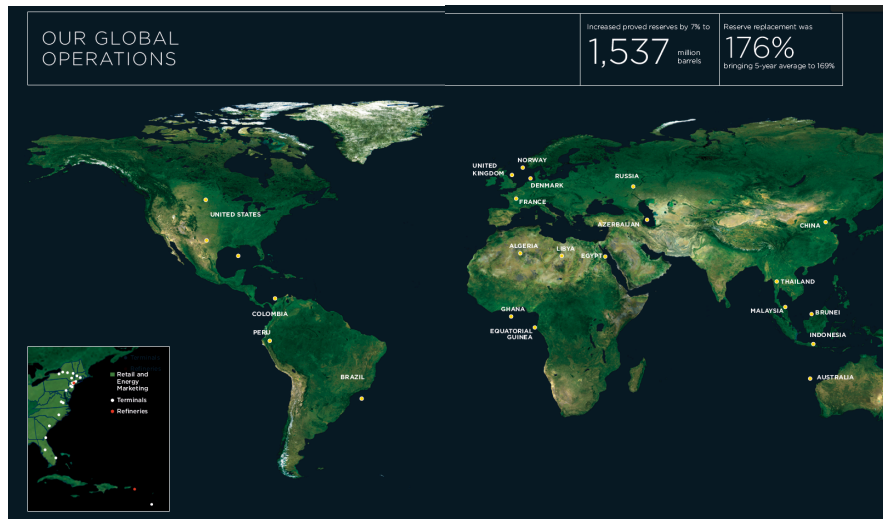 OUR GLOBAL
OPERATIONS
Increased proved reserves by 7% to
1,537
million
barrels
Reserve replacement was
176%
bringing 5-year average to 169%
UNITED STATES
COLOMBIA
PERU
BRAZIL
UNITED
KINGDOM
NORWAY
DENMARK
FRANCE
RUSSIA
AZERBAIJAN
CHINA
ALGERIA
LIBYA
EGYPT
GHANA
EQUATORIAL
GUINEA
THAILAND
MALAYSIA
BRUNEI
INDONESIA
AUSTRALIA
Retail and
Energy
Marketing
Terminals
Refineries